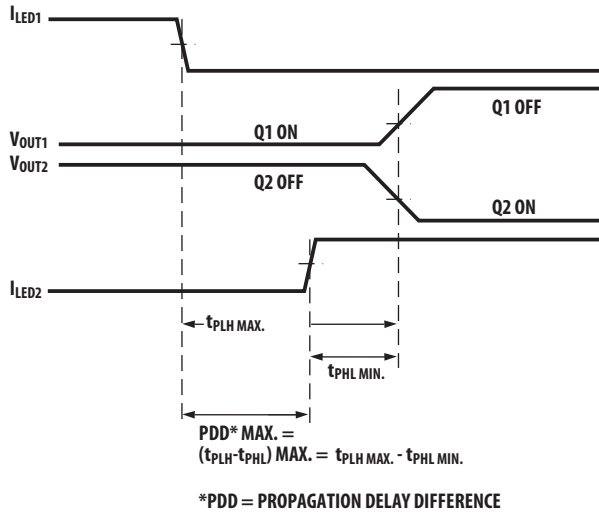 ILED1
Q1 OFF
VOUT1
Q1 ON
VOUT2
Q2 OFF
Q2 ON
ILED2
tPLH MAX.
tPHL MIN.
PDD* MAX. =
(tPLH-tPHL) MAX. = tPLH MAX. - tPHL MIN.
*PDD = PROPAGATION DELAY DIFFERENCE